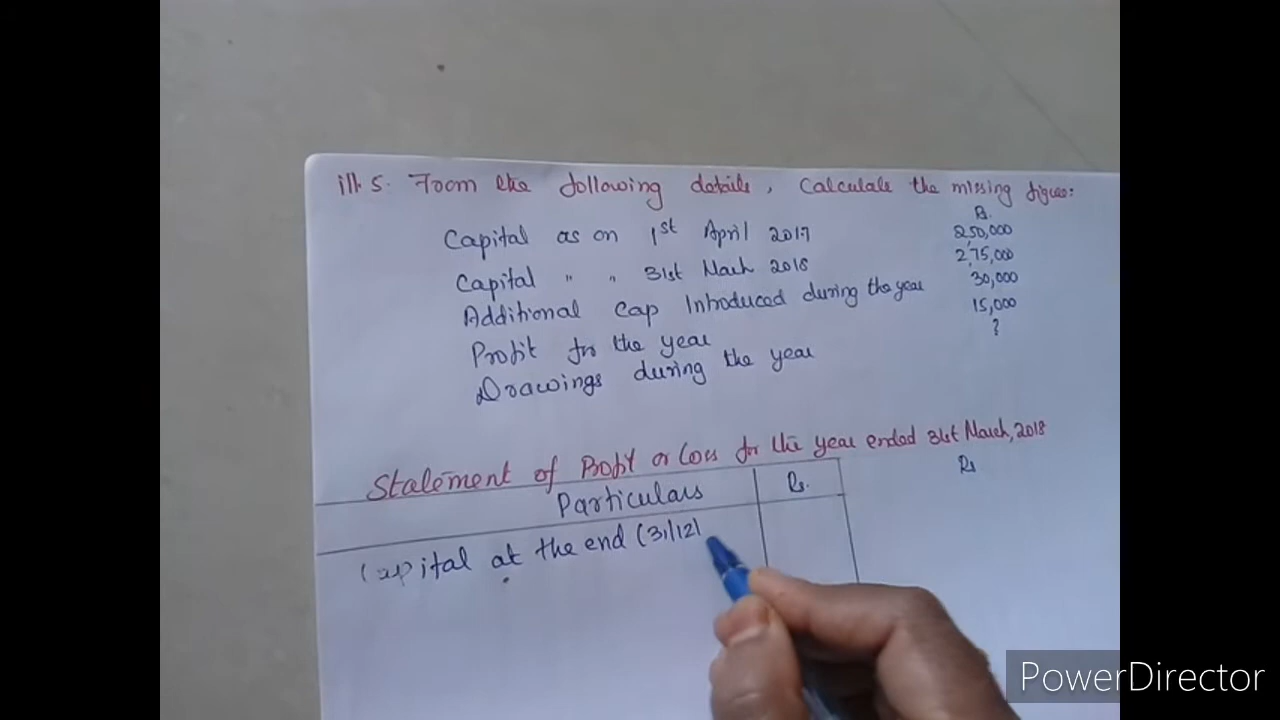 ill. 5. From the following details, Calculate the missing figure:
Rs.
Capital as on 1st April 2017 250,000
Capital " " 31st March 2018 2,75,000
Additional Cap Introduced during the year 30,000
Profit for the year 15,000
Drawings during the year ?
Statement of Profit or Loss for the year ended 31st March, 2018
Particulars Rs. Rs
Capital at the end (31/12)
PowerDirector